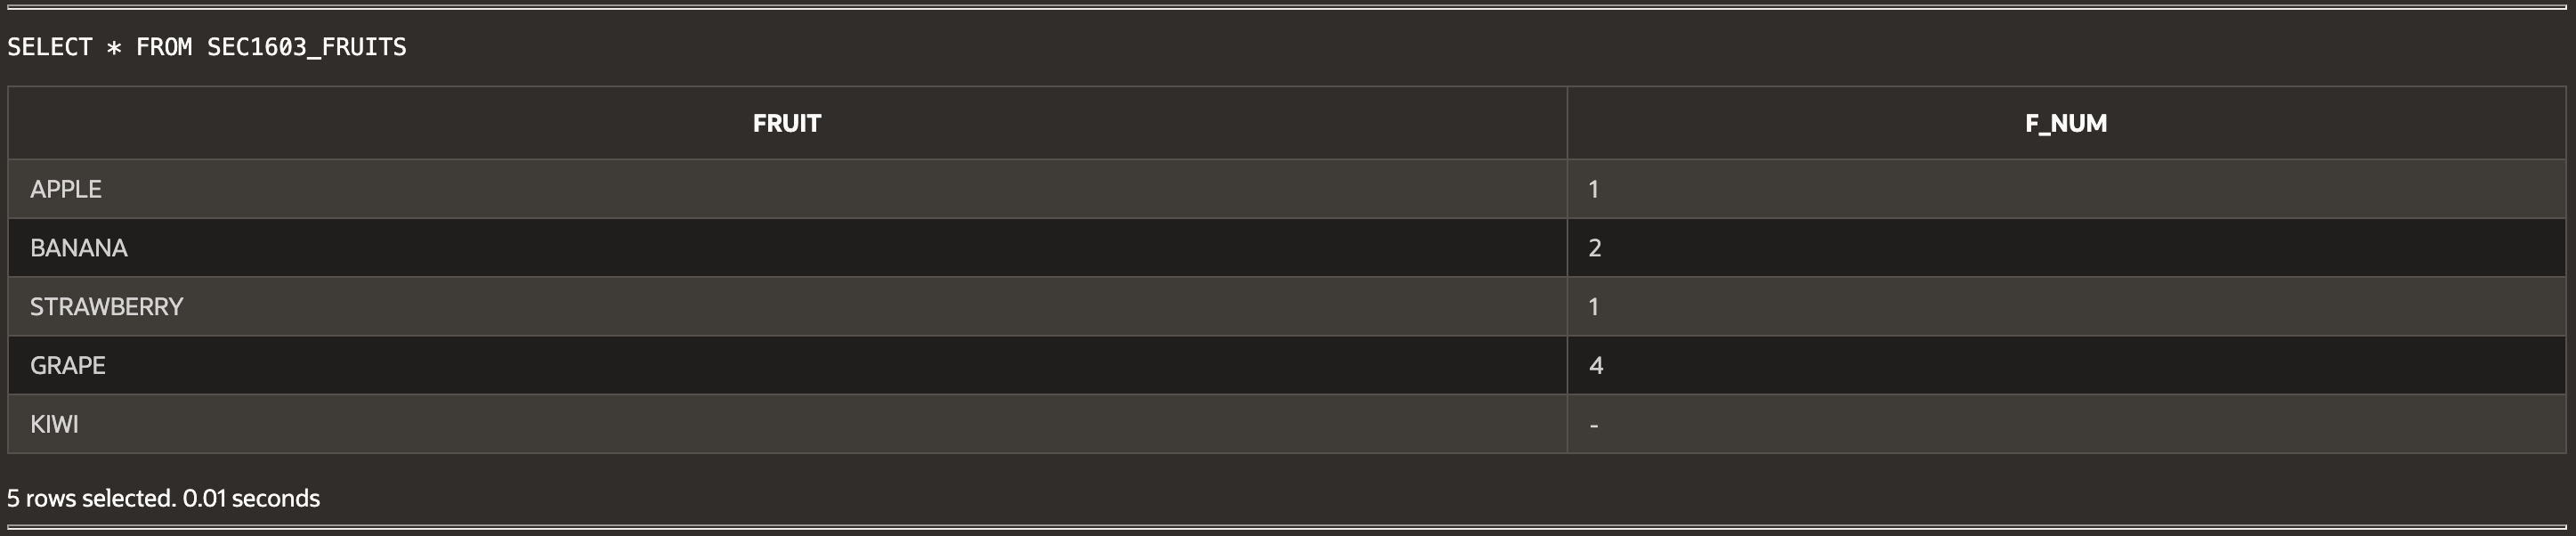 SELECT * FROM SEC1603_FRUITS
FRUIT F_NUM
APPLE 1
BANANA 2
STRAWBERRY 1
GRAPE 4
KIWI -
5 rows selected. 0.01 seconds